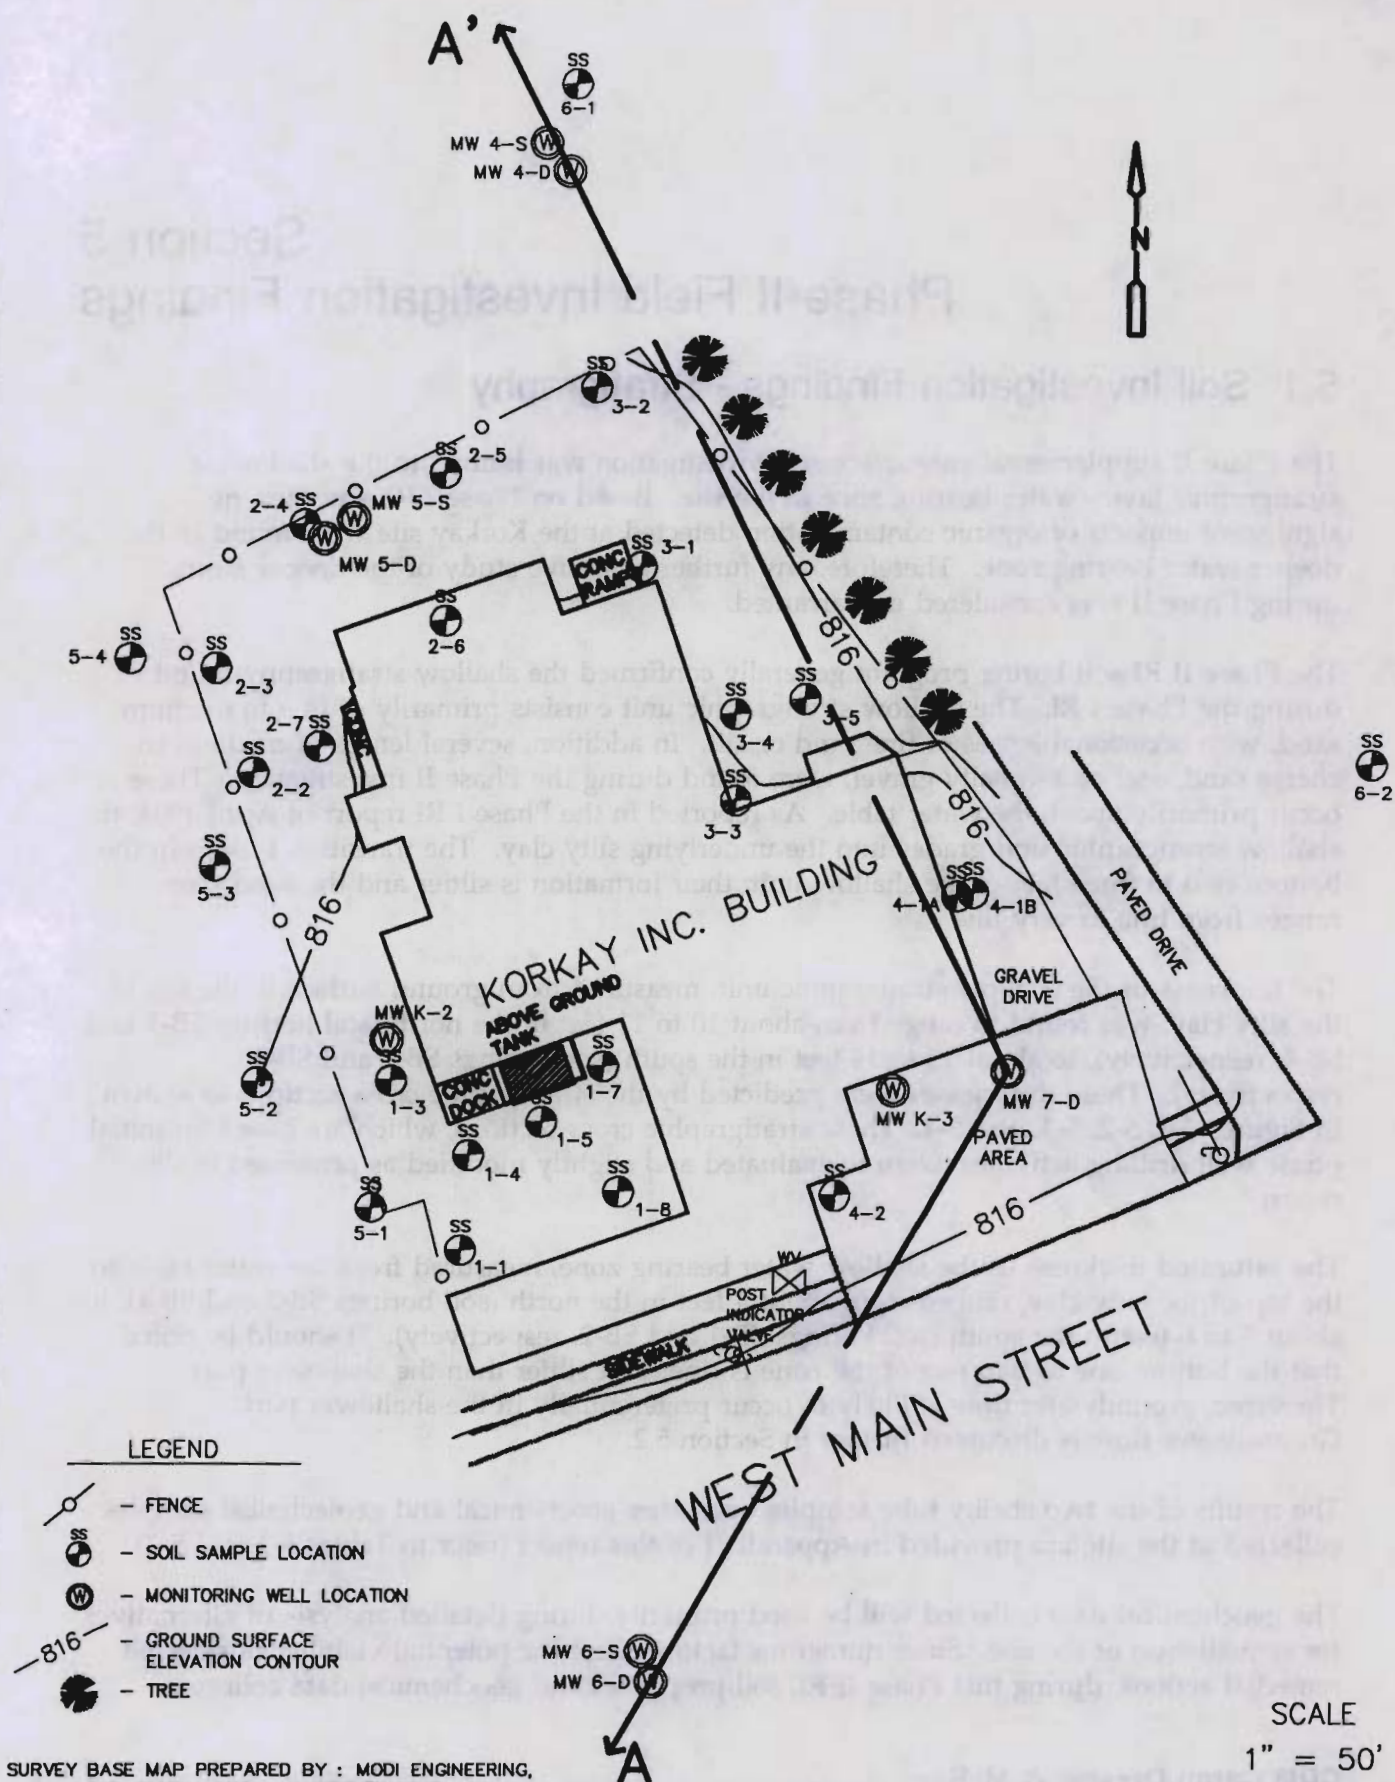 A'
SS
6-1
MW 4-S
MW 4-D
N
SS
3-2
SS
2-5
SS
2-4
MW 5-S
MW 5-D
CONC
RAMP
SS
3-1
SS
2-6
816
SS
5-4
SS
2-3
SS
2-7
SS
2-2
SS
3-4
SS
3-5
SS
3-3
SS
6-2
SS
5-3
816
816
PAVED DRIVE
SS
4-1A
SS
4-1B
KORKAY INC. BUILDING
GRAVEL
DRIVE
ABOVE GROUND
TANK
MW K-2
SS
5-2
SS
1-3
CONC
DOCK
SS
1-7
SS
1-5
SS
1-4
SS
1-8
MW K-3
MW 7-D
PAVED
AREA
SS
4-2
816
SS
5-1
SS
1-1
WV
POST
INDICATOR
VALVE
SIDEWALK
WEST MAIN STREET
LEGEND
- FENCE
SS
- SOIL SAMPLE LOCATION
W - MONITORING WELL LOCATION
816 - GROUND SURFACE
ELEVATION CONTOUR
- TREE
MW 6-S
MW 6-D
A
SCALE
1" = 50'
SURVEY BASE MAP PREPARED BY : MODI ENGINEERING,